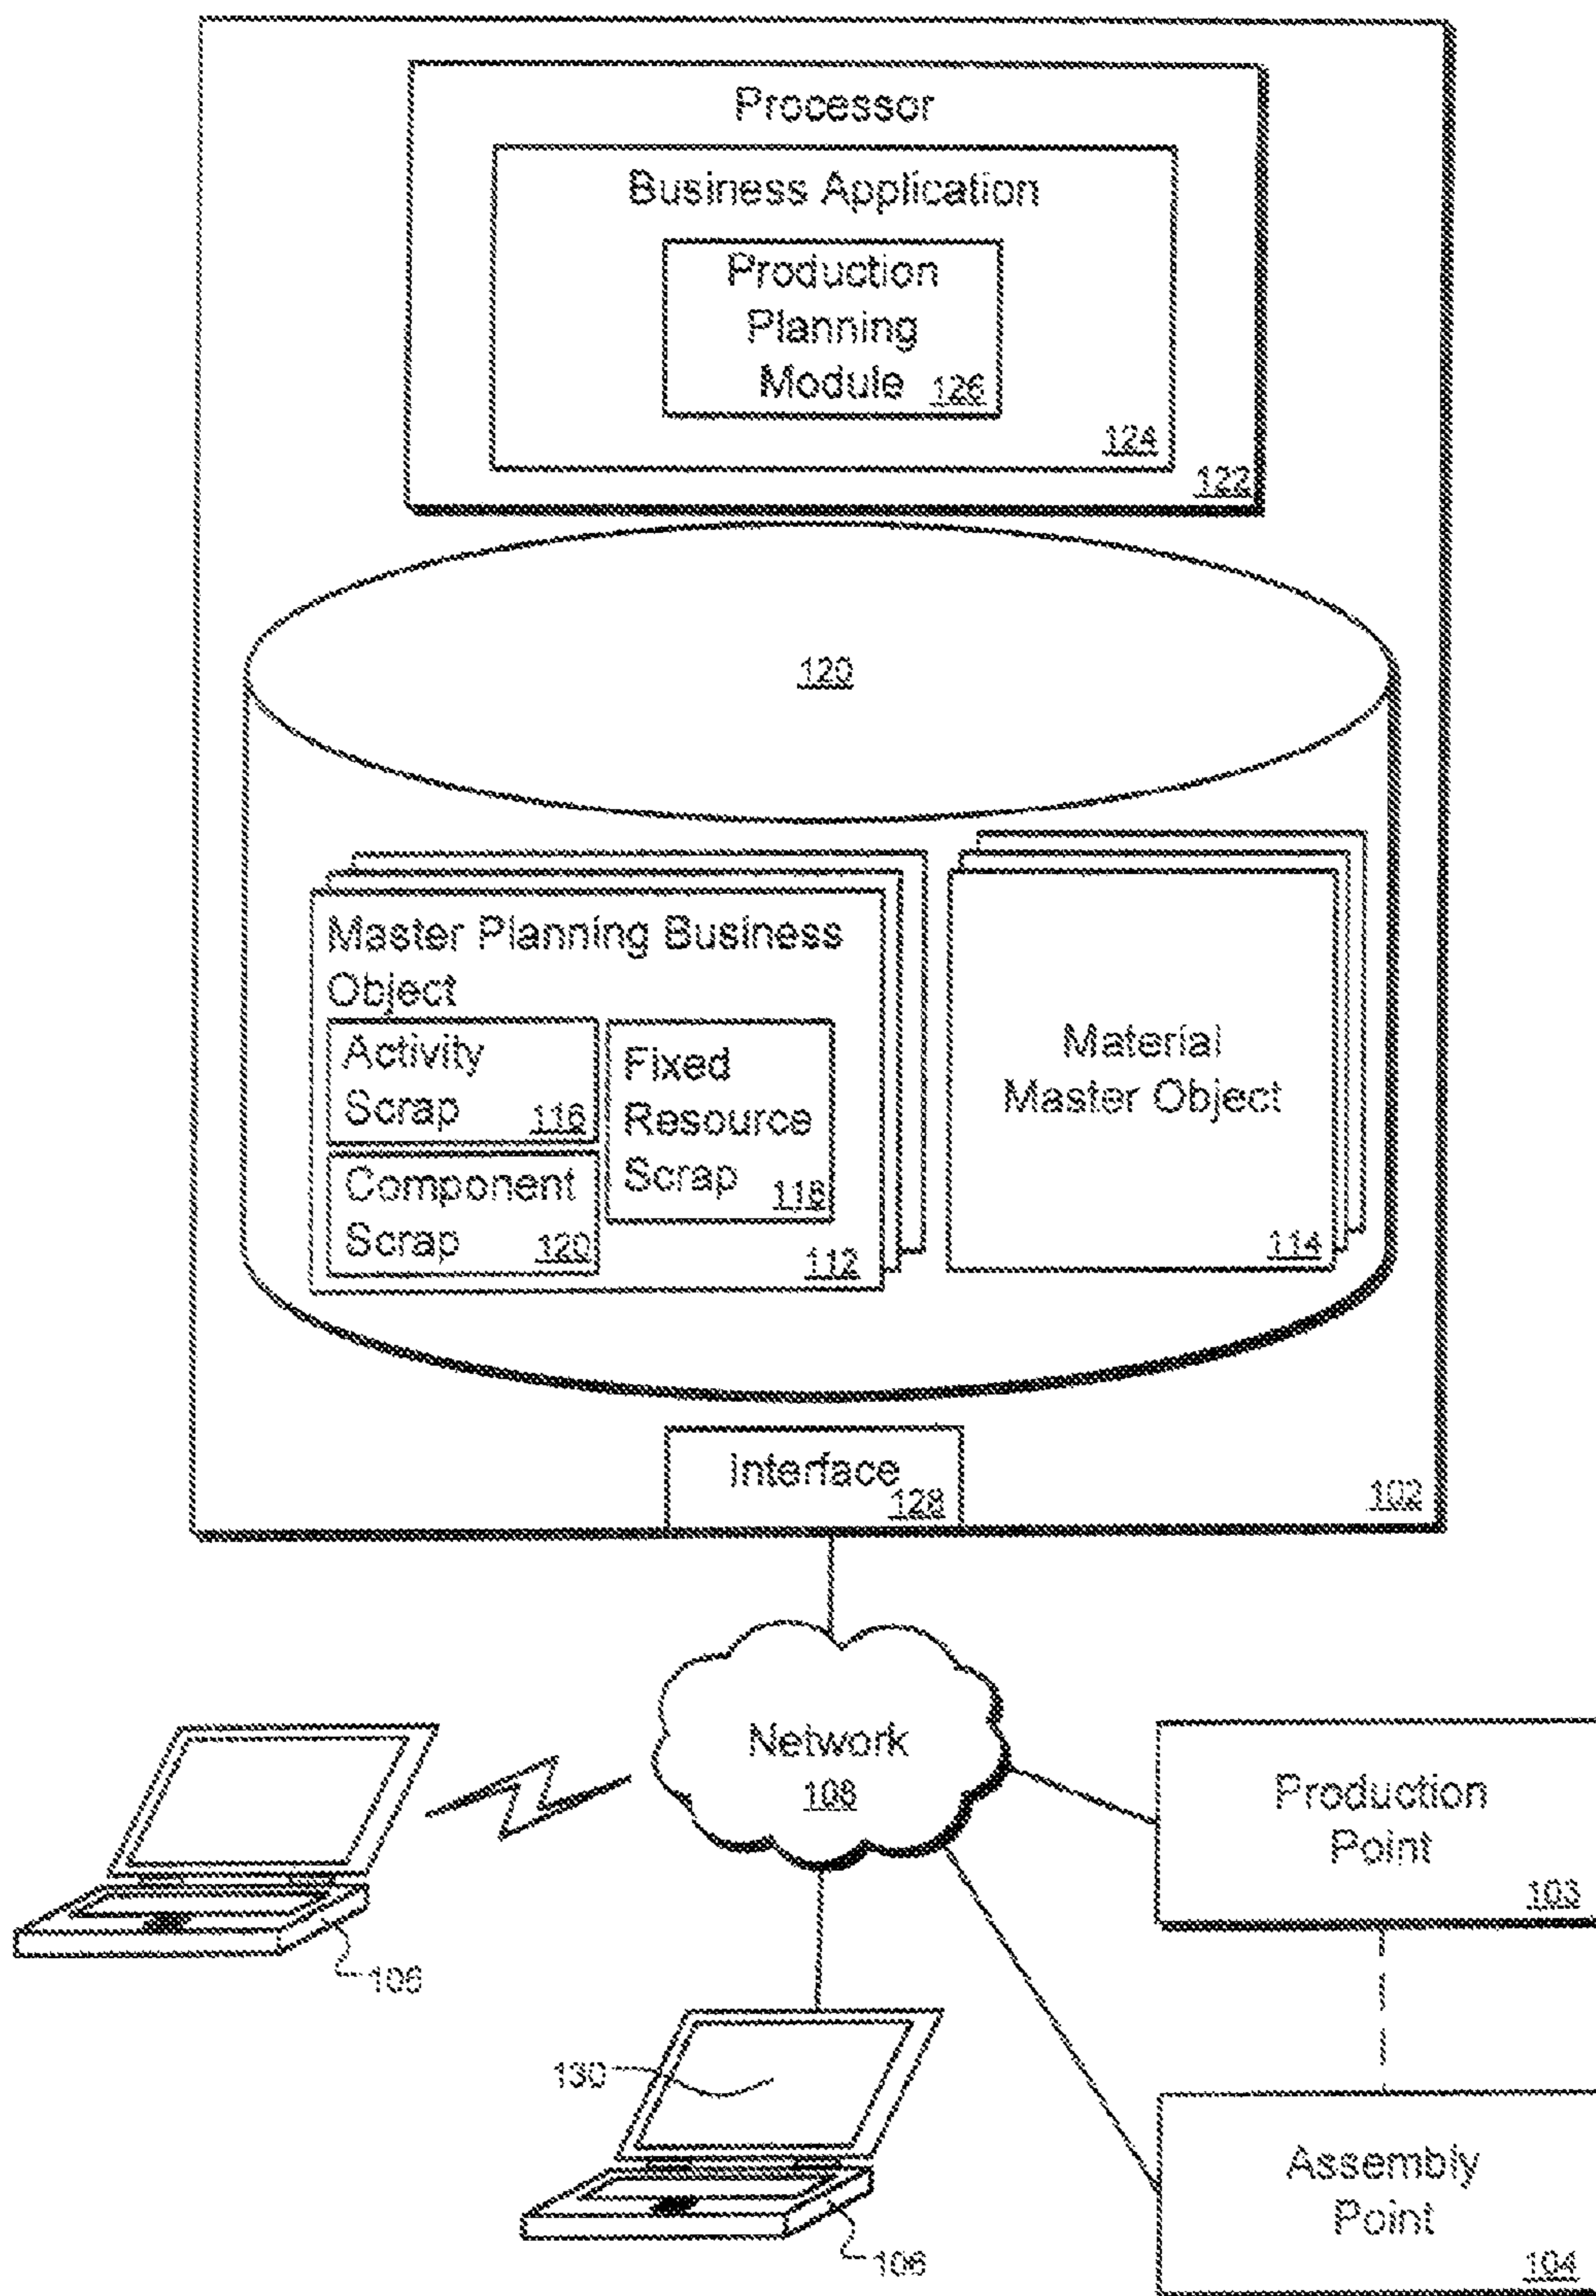 Processor
Business Application
Production
Planning
Module 126
124
122
120
Master Planning Business
Object
Activity
Scrap 116
Fixed
Resource
Scrap 118
Component
Scrap 120
112
Material
Master Object
114
Interface
128
102
Network
108
Production
Point
103
106
130
Assembly
Point
104
106